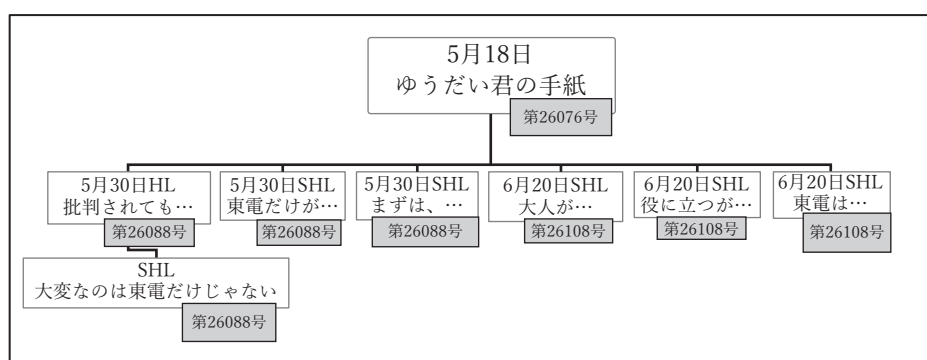 5月18日
ゆうだい君の手紙
第26076号
5月30日HL
批判されても…
第26088号
5月30日SHL
東電だけが…
第26088号
5月30日SHL
まずは、…
第26088号
6月20日SHL
大人が…
第26108号
6月20日SHL
役に立つが…
第26108号
6月20日SHL
東電は…
第26108号
SHL
大変なのは東電だけじゃない
第26088号